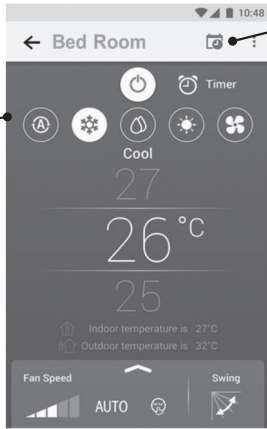 10:48
Bed Room
Timer
A
Cool
27
26°C
25
Indoor temperature is 27°C
Outdoor temperature is 32°C
Fan Speed
Swing
AUTO